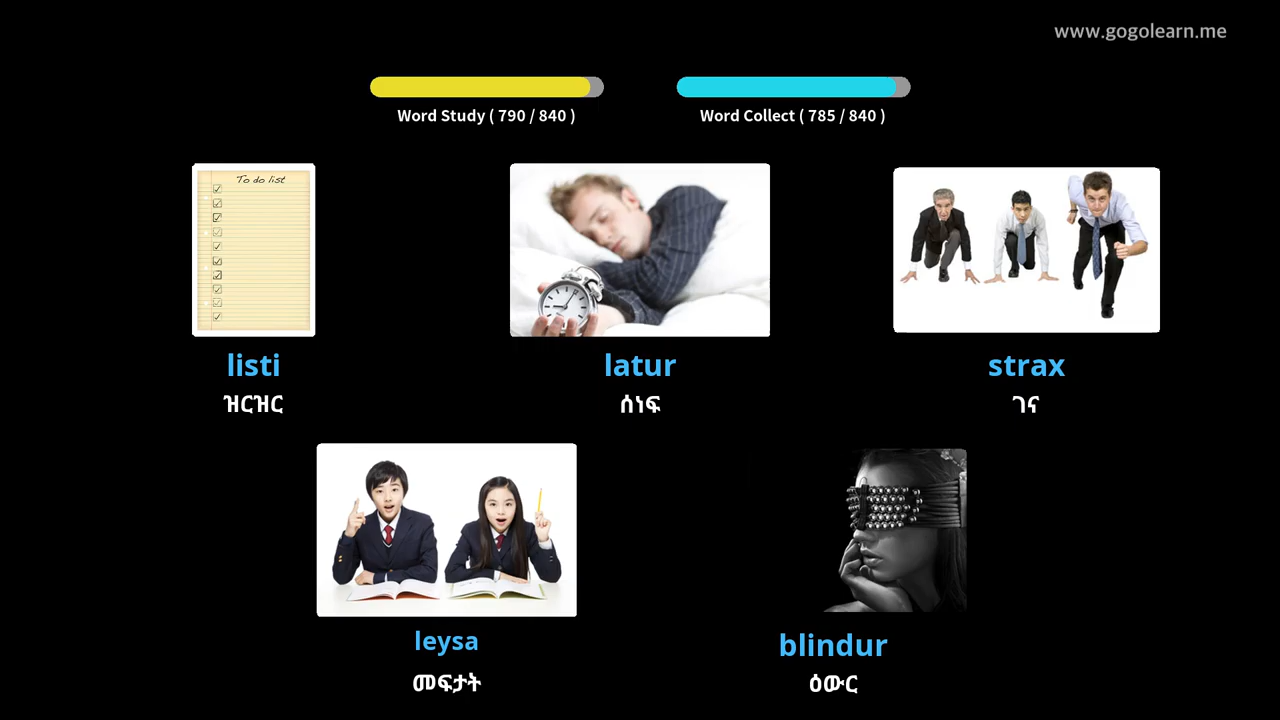 www.gogolearn.me
Word Study ( 790 / 840 )
Word Collect ( 785 / 840 )
To do list
listi
ዝርዝር
latur
ሰነፍ
strax
ገና
leysa
መፍታት
blindur
ዕውር